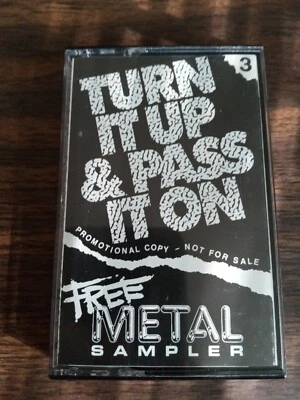 3
TURN
IT UP
& PASS
IT ON
PROMOTIONAL COPY - NOT FOR SALE
FREE
METAL
SAMPLER